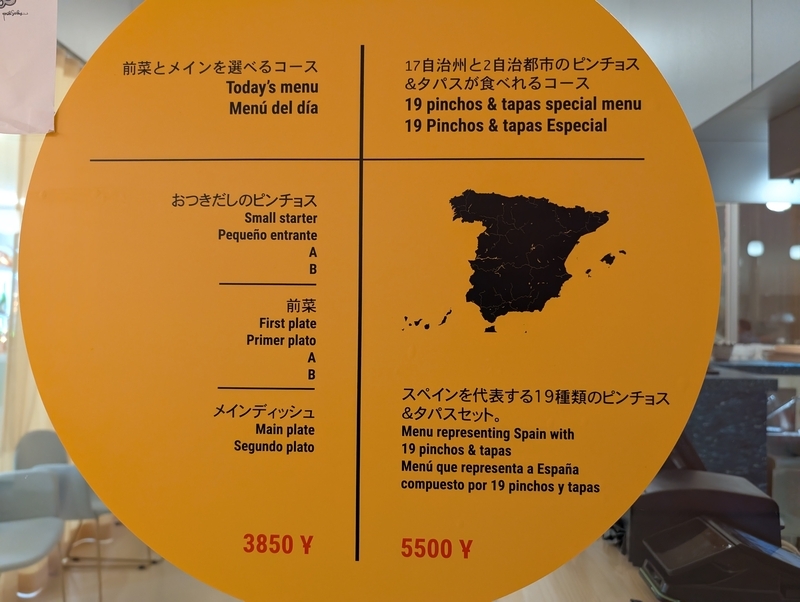 前菜とメインを選べるコース
Today's menu
Menú del día
おつきだしのピンチョス
Small starter
Pequeño entrante
A
B
前菜
First plate
Primer plato
A
B
メインディッシュ
Main plate
Segundo plato
3850 ¥
17自治州と2自治都市のピンチョス
&タパスが食べれるコース
19 pinchos & tapas special menu
19 Pinchos & tapas Especial
スペインを代表する19種類のピンチョス
&タパスセット。
Menu representing Spain with
19 pinchos & tapas
Menú que representa a España
compuesto por 19 pinchos y tapas
5500 ¥